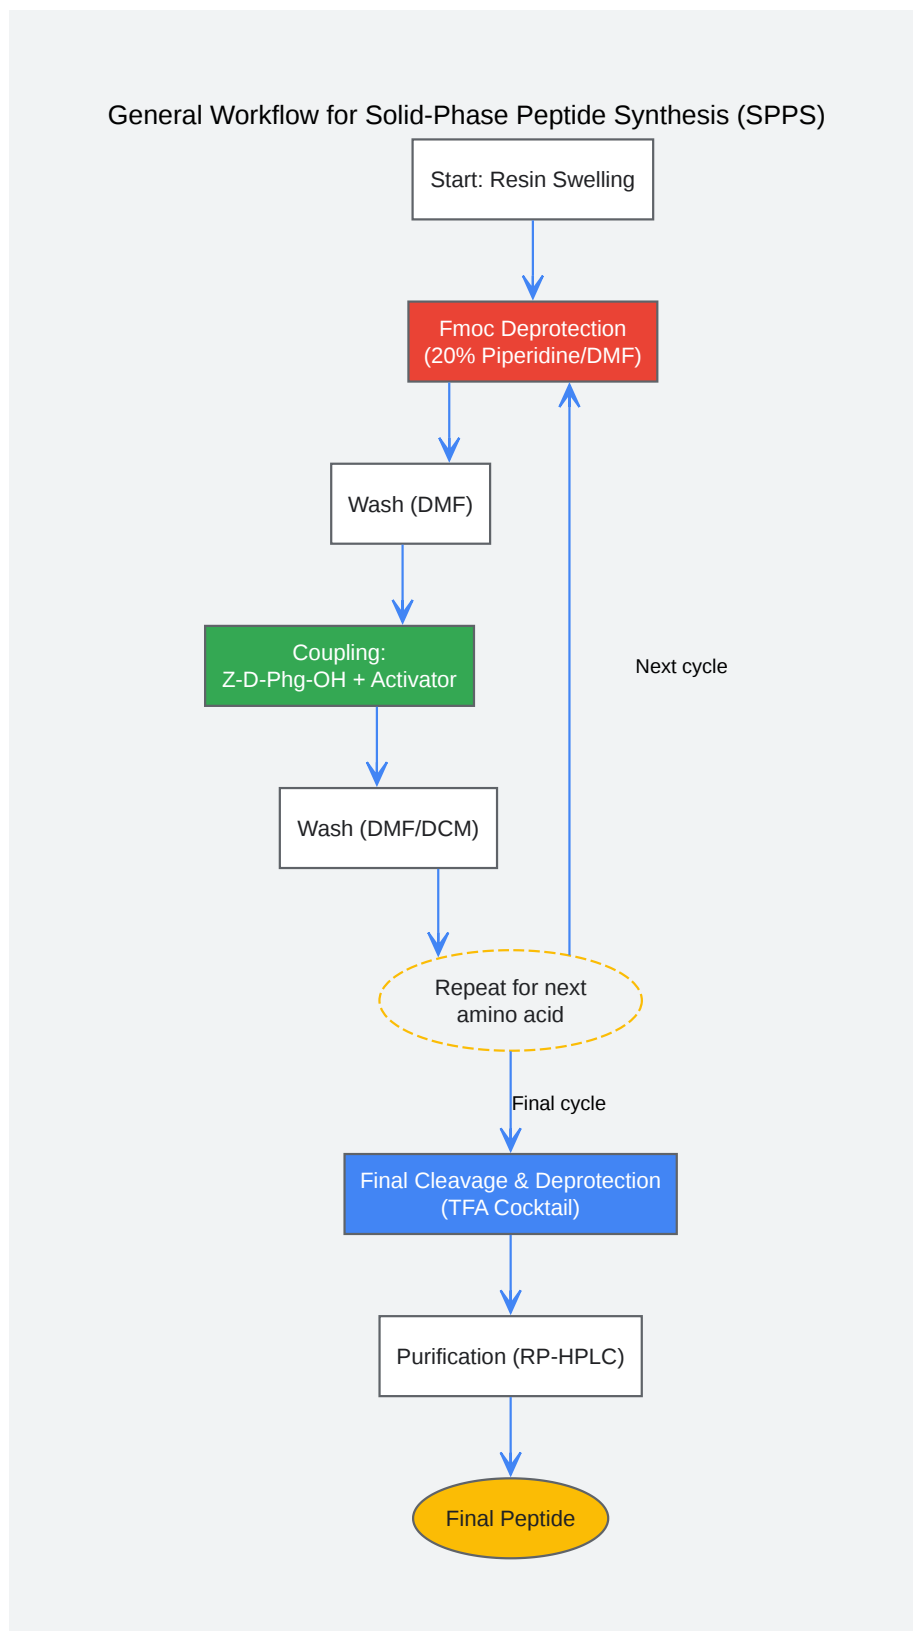 General Workflow for Solid-Phase Peptide Synthesis (SPPS)
Start: Resin Swelling
Fmoc Deprotection
(20% Piperidine/DMF)
Wash (DMF)
Coupling:
Z-D-Phg-OH + Activator
Next cycle
Wash (DMF/DCM)
Repeat for next
amino acid
Final cycle
Final Cleavage & Deprotection
(TFA Cocktail)
Purification (RP-HPLC)
Final Peptide